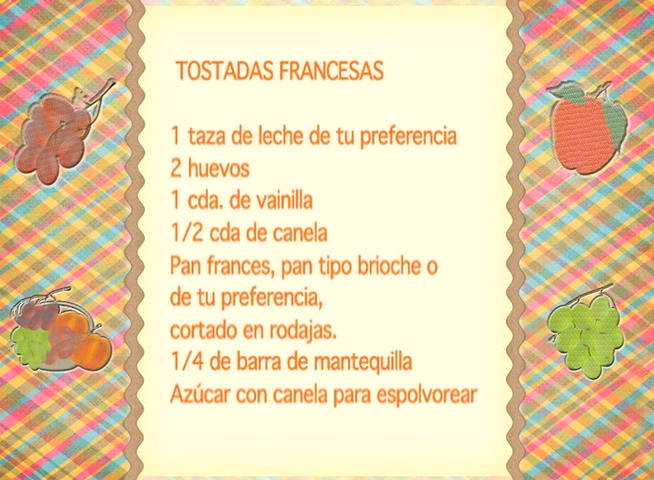 TOSTADAS FRANCESAS
1 taza de leche de tu preferencia
2 huevos
1 cda. de vainilla
1/2 cda de canela
Pan frances, pan tipo brioche o
de tu preferencia,
cortado en rodajas.
1/4 de barra de mantequilla
Azúcar con canela para espolvorear